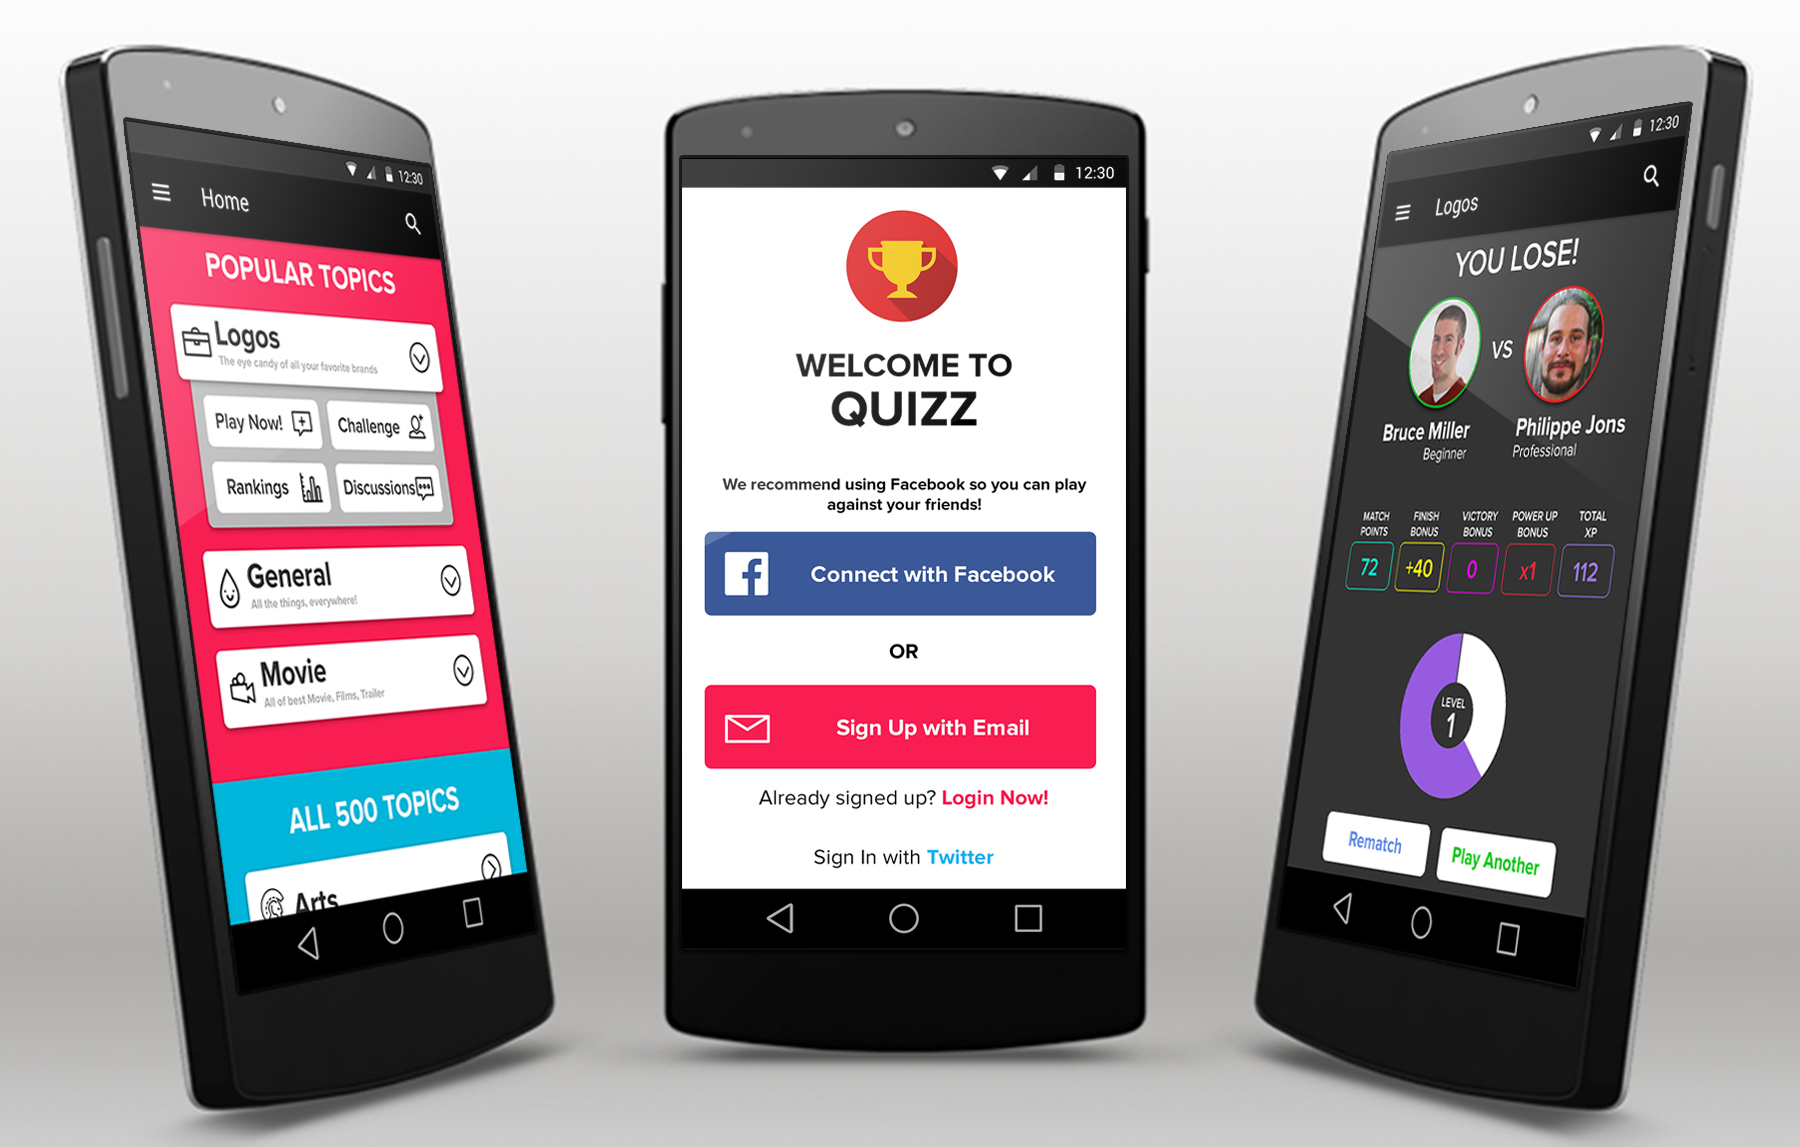 12:30
Home
POPULAR TOPICS
Logos
The eye candy of all your favorite brands
Play Now!
Challenge
Rankings
Discussions
General
All the things, everywhere!
Movie
All of best Movie, Films, Trailer
ALL 500 TOPICS
Arts
12:30
WELCOME TO
QUIZZ
We recommend using Facebook so you can play
against your friends!
f Connect with Facebook
OR
Sign Up with Email
Already signed up? Login Now!
Sign In with Twitter
12:30
Logos
YOU LOSE!
VS
Bruce Miller
Beginner
Philippe Jons
Professional
MATCH
POINTS
72
FINISH
BONUS
+40
VICTORY
BONUS
0
POWER UP
BONUS
x1
TOTAL
XP
112
LEVEL
1
Rematch
Play Another